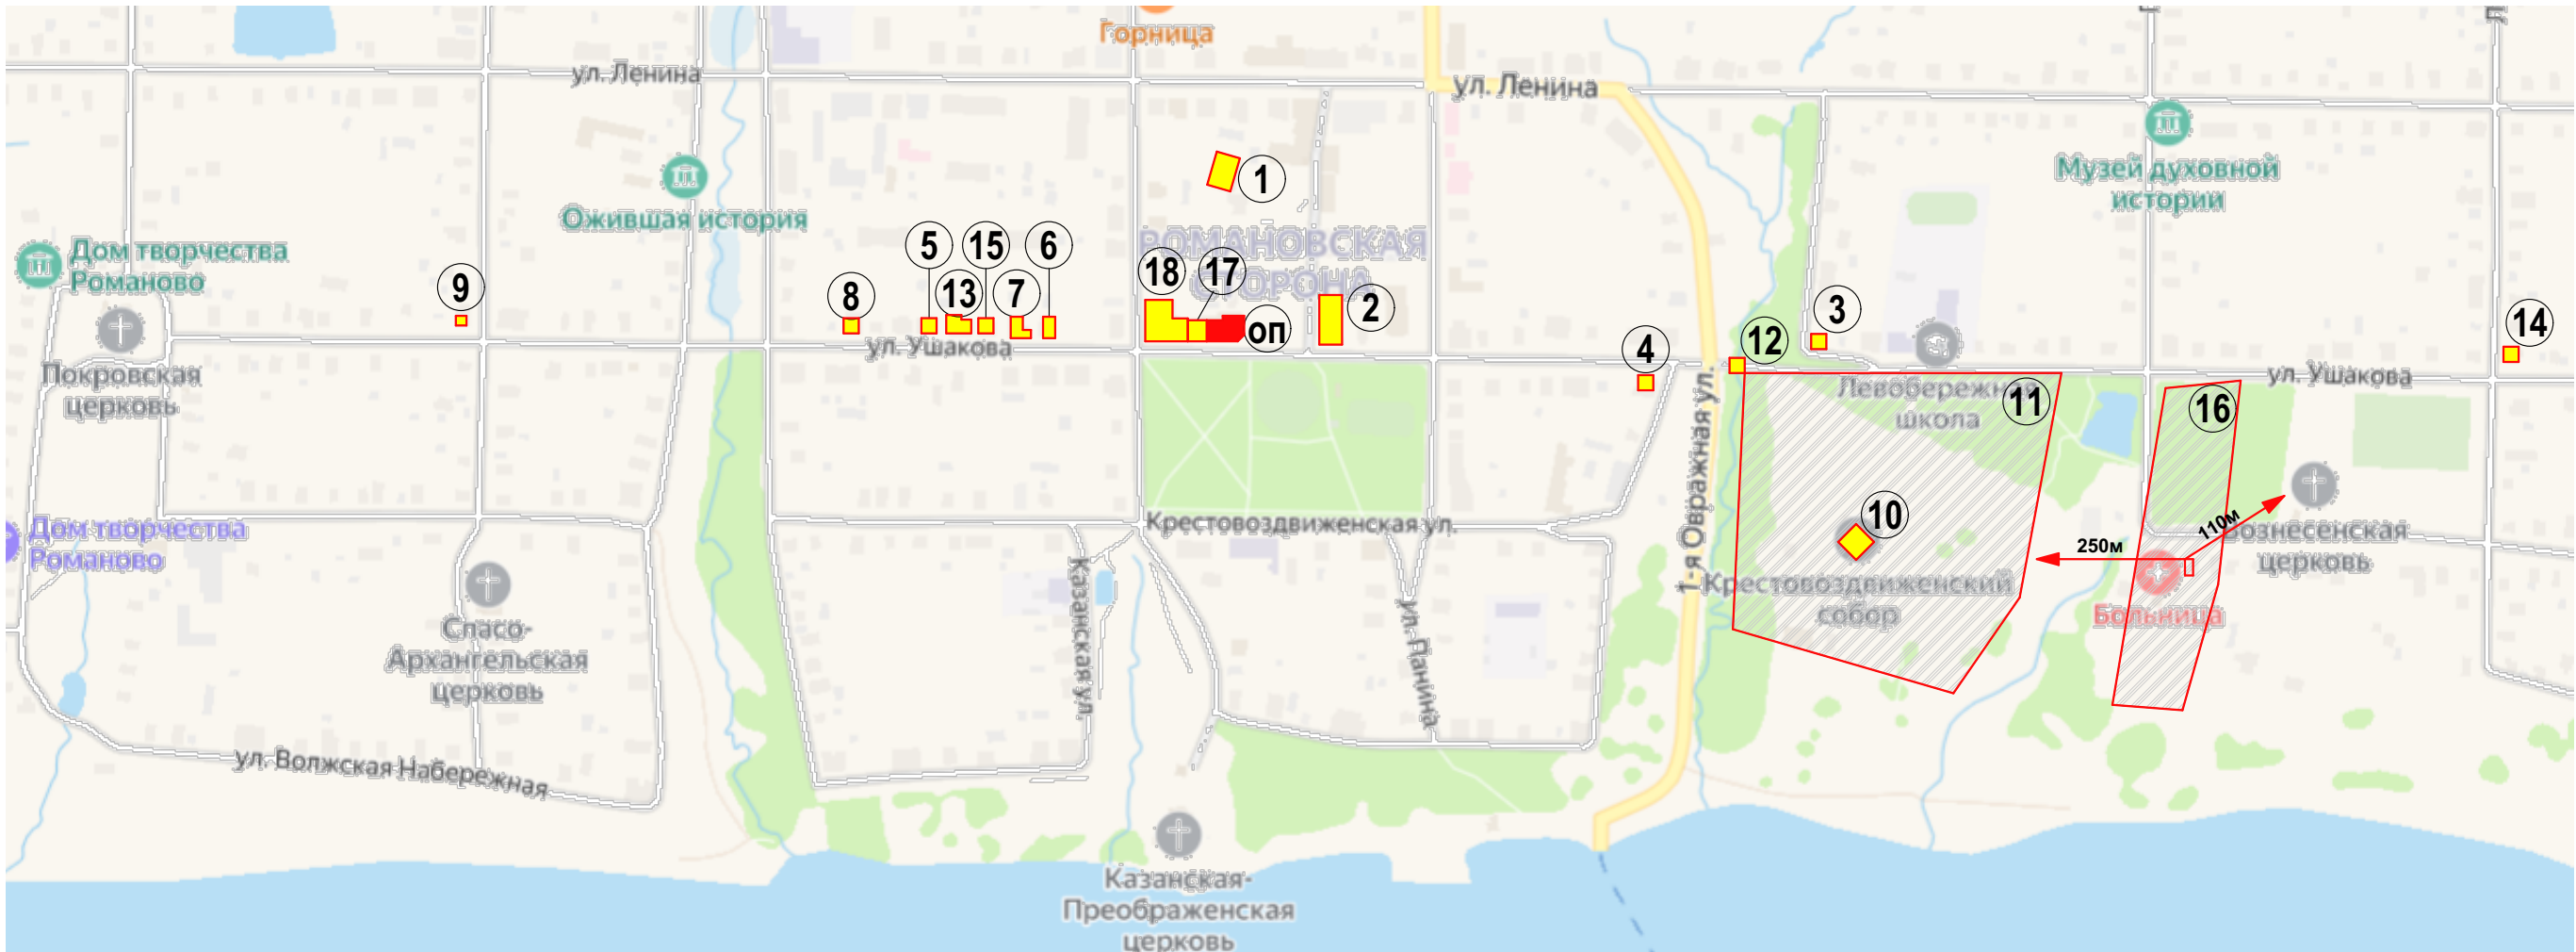 Горница
ул. Ленина
ул. Ленина
Музей духовной
истории
1
Ожившая история
Дом творчества
Романово
РОМАНОВСКАЯ
СТОРОНА
5
15
6
18
17
9
8
13
7
2
оп
3
14
12
4
ул. Ушакова
ул. Ушакова
Покровская
церковь
Левобережная
школа
11
16
1-я Овражная ул.
Крестовоздвиженская ул.
10
110м
250м
Вознесенская
церковь
Дом творчества
Романово
Крестовоздвиженский
собор
Больница
Казанская ул.
ул. Панина
Спасо-
Архангельская
церковь
ул. Волжская Набережная
Казанская-
Преображенская
церковь